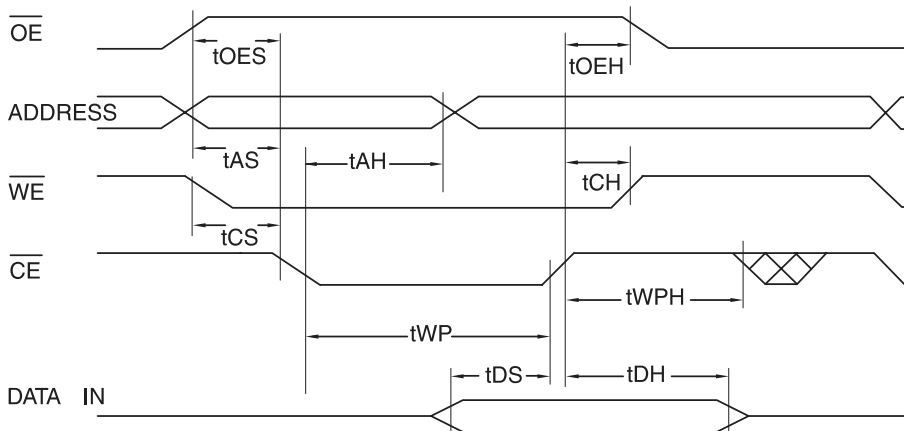 OE
tOES
tOEH
ADDRESS
tAS
tAH
tCH
WE
tCS
CE
tWPH
tWP
tDS
tDH
DATA IN